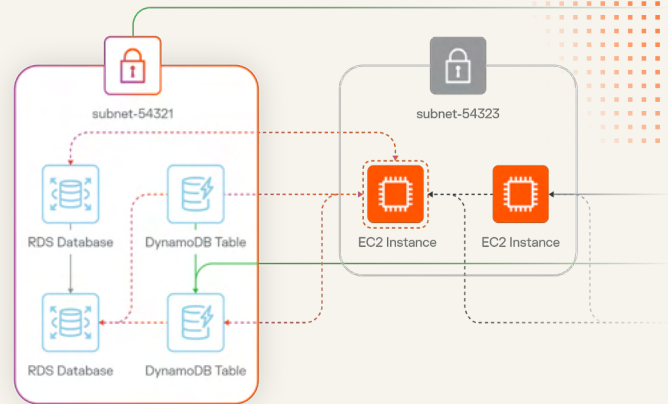 subnet-54321
subnet-54323
RDS Database
DynamoDB Table
EC2 Instance
EC2 Instance
RDS Database
DynamoDB Table